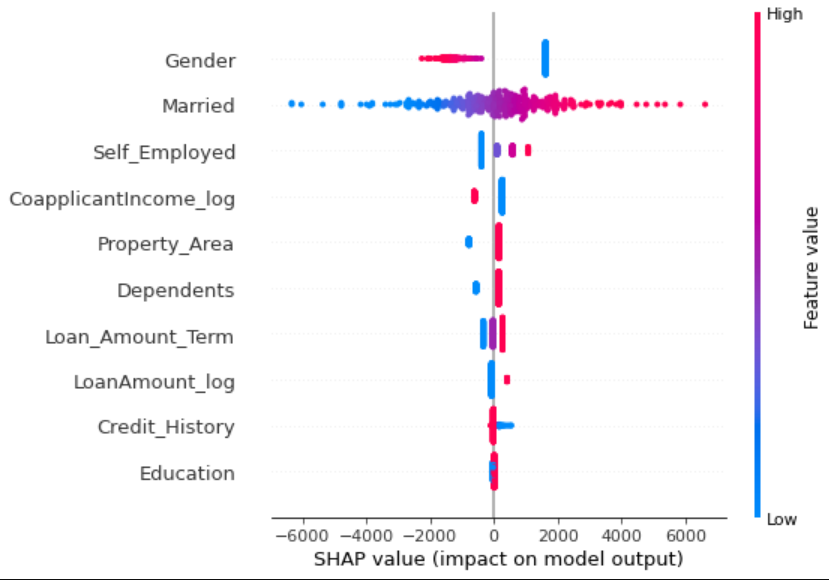 High
Gender
Married
Self_Employed
CoapplicantIncome_log
Property_Area
Dependents
Loan_Amount_Term
LoanAmount_log
Credit_History
Education
Feature value
Low
−6000 −4000 −2000 0 2000 4000 6000
SHAP value (impact on model output)